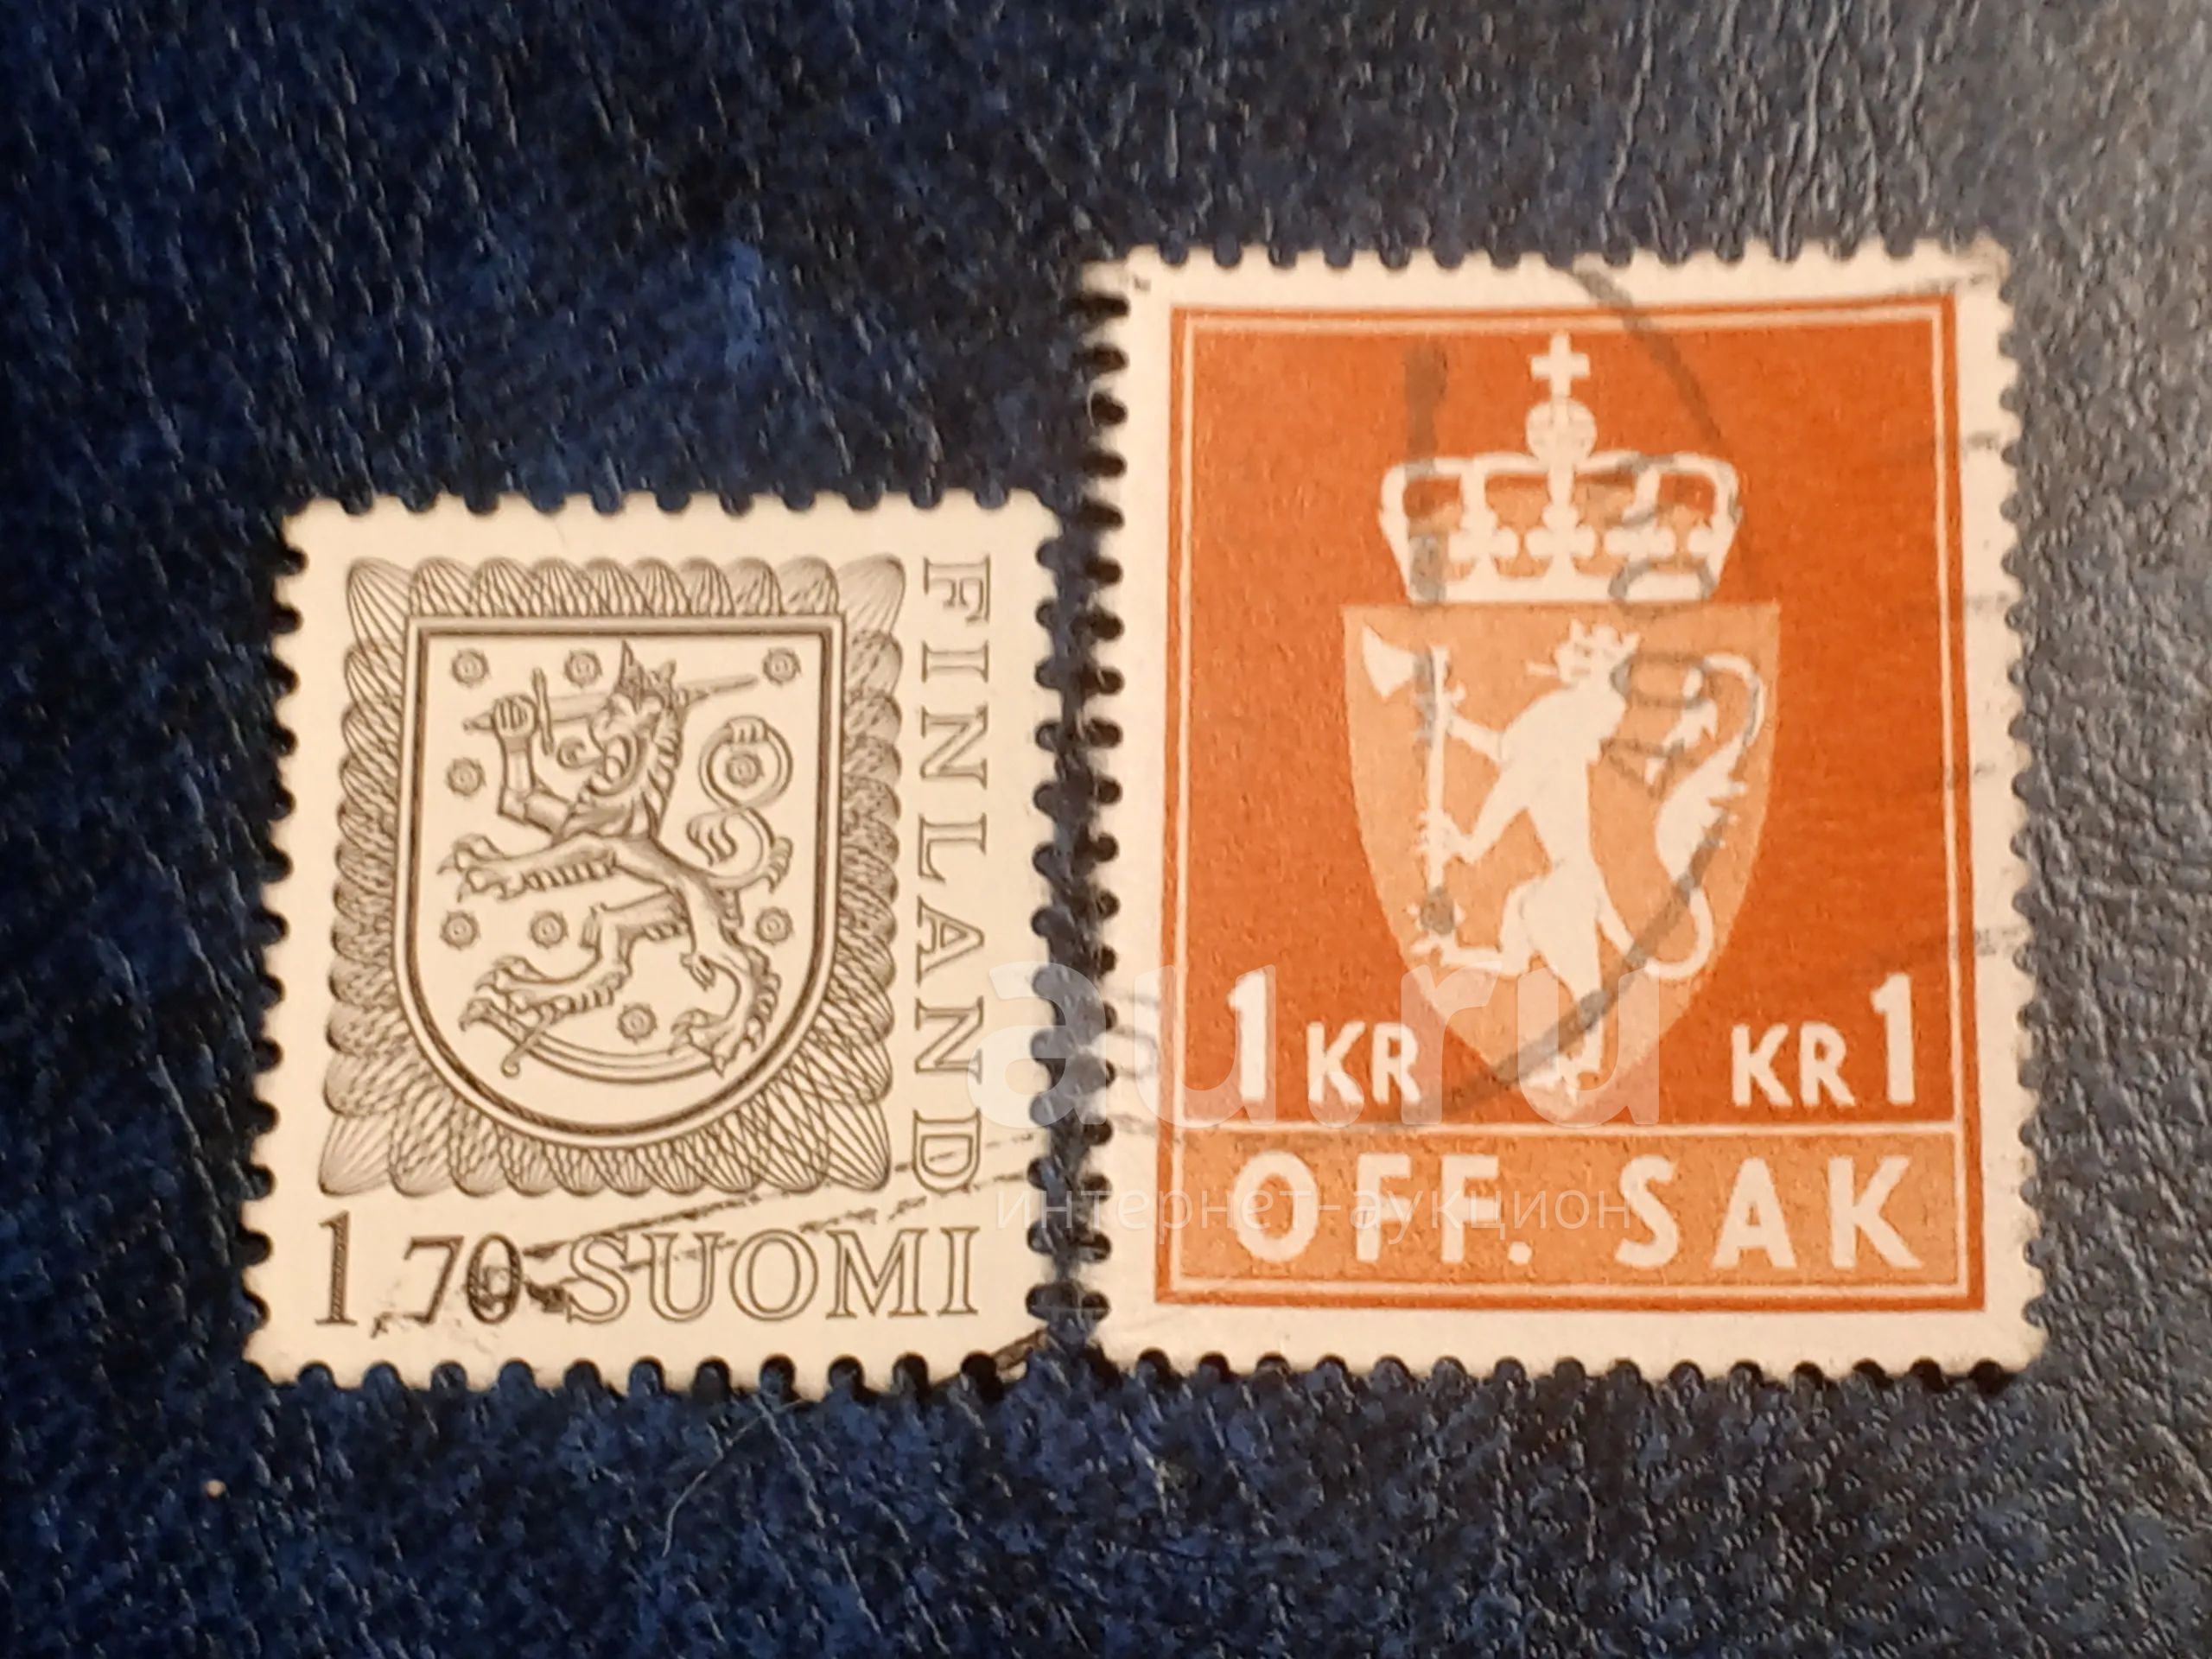 FINLAND
1,70 SUOMI
1 KR KR 1
OFF. SAK
au.ru
интернет-аукцион